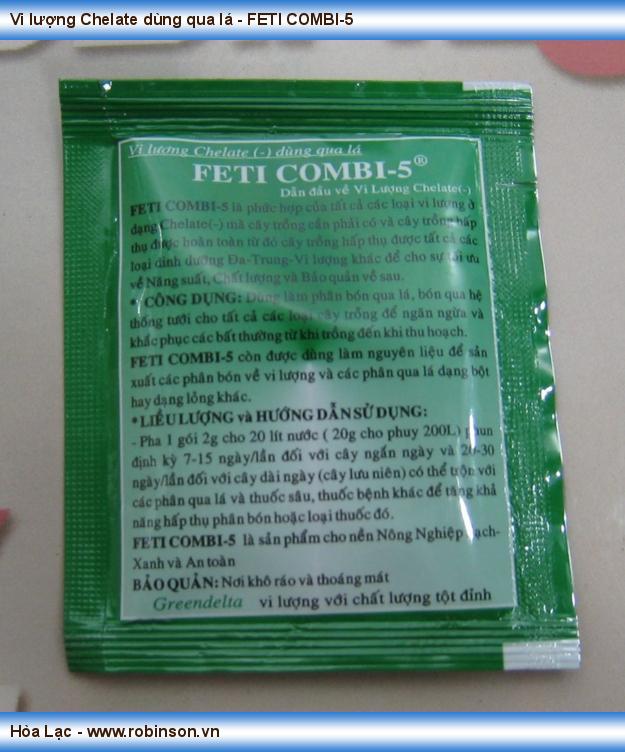 Vi lượng Chelate dùng qua lá - FETI COMBI-5
Vi lượng Chelate (-) dùng qua lá
FETI COMBI-5®
Dẫn đầu về Vi Lượng Chelate(-)
FETI COMBI-5 là phức hợp của tất cả các loại vi lượng ở
dạng Chelate(-) mà cây trồng cần phải có và cây trồng hấp
thụ được hoàn toàn từ đó cây trồng hấp thụ được tất cả các
loại dinh dưỡng Đa-Trung-Vi lượng khác để cho sự tối ưu
về Năng suất, Chất lượng và Bảo quản về sau.
* CÔNG DỤNG: Dùng làm phân bón qua lá, bón qua hệ
thống tưới cho tất cả các loại cây trồng để ngăn ngừa và
khắc phục các bất thường từ khi trồng đến khi thu hoạch.
FETI COMBI-5 còn được dùng làm nguyên liệu để sản
xuất các phân bón về vi lượng và các phân qua lá dạng bột
hay dạng lỏng khác.
*LIỀU LƯỢNG và HƯỚNG DẪN SỬ DỤNG:
- Pha 1 gói 2g cho 20 lít nước ( 20g cho phuy 200L) phun
định kỳ 7-15 ngày/lần đối với cây ngắn ngày và 20-30
ngày/lần đối với cây dài ngày (cây lưu niên) có thể trộn với
các phân qua lá và thuốc sâu, thuốc bệnh khác để tăng khả
năng hấp thụ phân bón hoặc loại thuốc đó.
FETI COMBI-5 là sản phẩm cho nền Nông Nghiệp Sạch-
Xanh và An toàn
BẢO QUẢN: Nơi khô ráo và thoáng mát
Greendelta vi lượng với chất lượng tột đỉnh
Hòa Lạc - www.robinson.vn